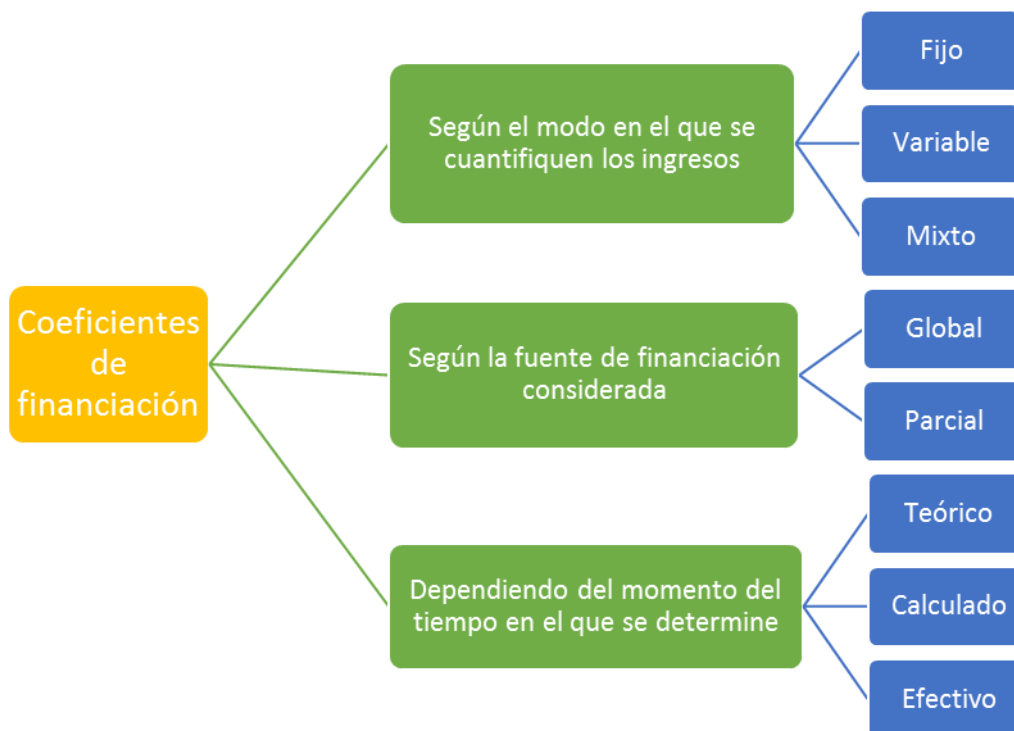 Coeficientes
de
financiación
Según el modo en el que se
cuantifiquen los ingresos
Fijo
Variable
Mixto
Según la fuente de financiación
considerada
Global
Parcial
Dependiendo del momento del
tiempo en el que se determine
Teórico
Calculado
Efectivo